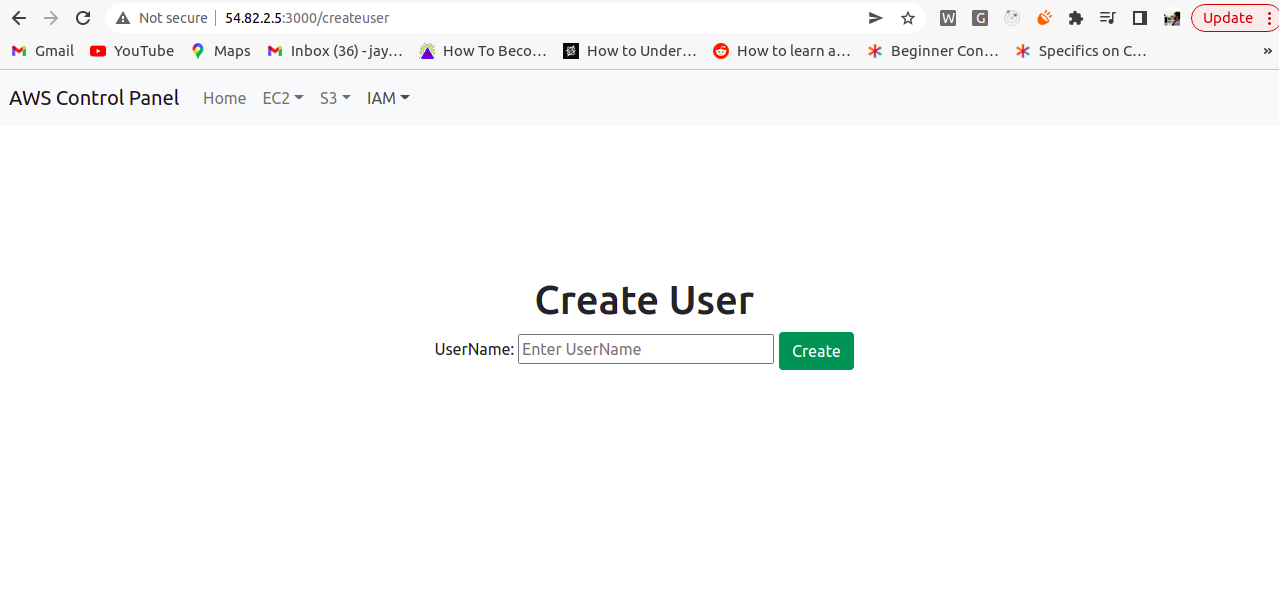 Not secure 54.82.2.5:3000/createuser W G Update
Gmail YouTube Maps Inbox (36) - jay… How To Beco… How to Under… How to learn a… Beginner Con… Specifics on C… »
AWS Control Panel Home EC2 S3 IAM
Create User
UserName: Enter UserName Create